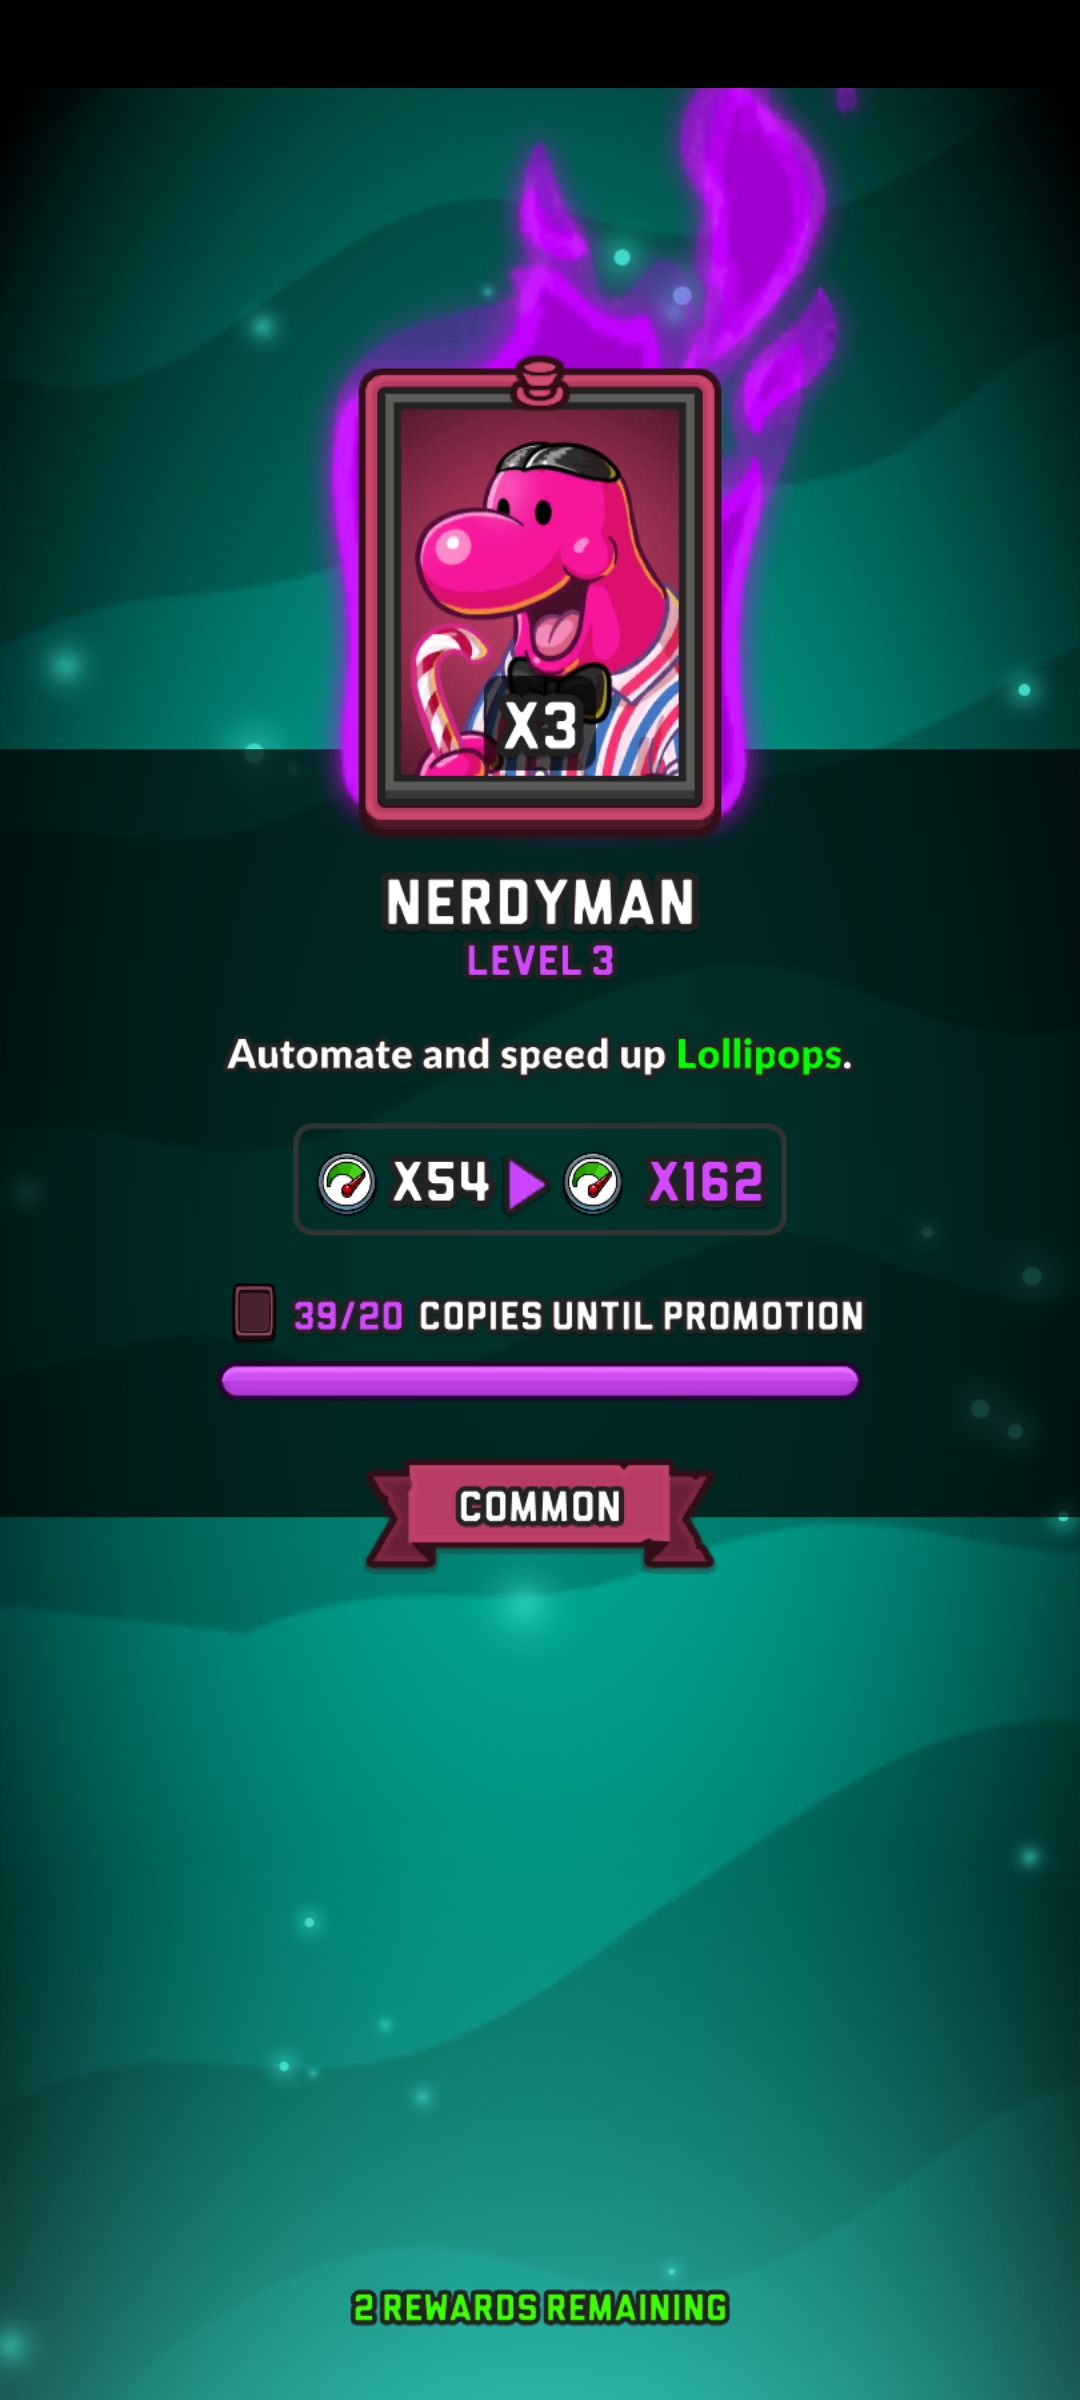 X3
NERDYMAN
LEVEL 3
Automate and speed up Lollipops.
X54 X162
39/20 COPIES UNTIL PROMOTION
COMMON
2 REWARDS REMAINING